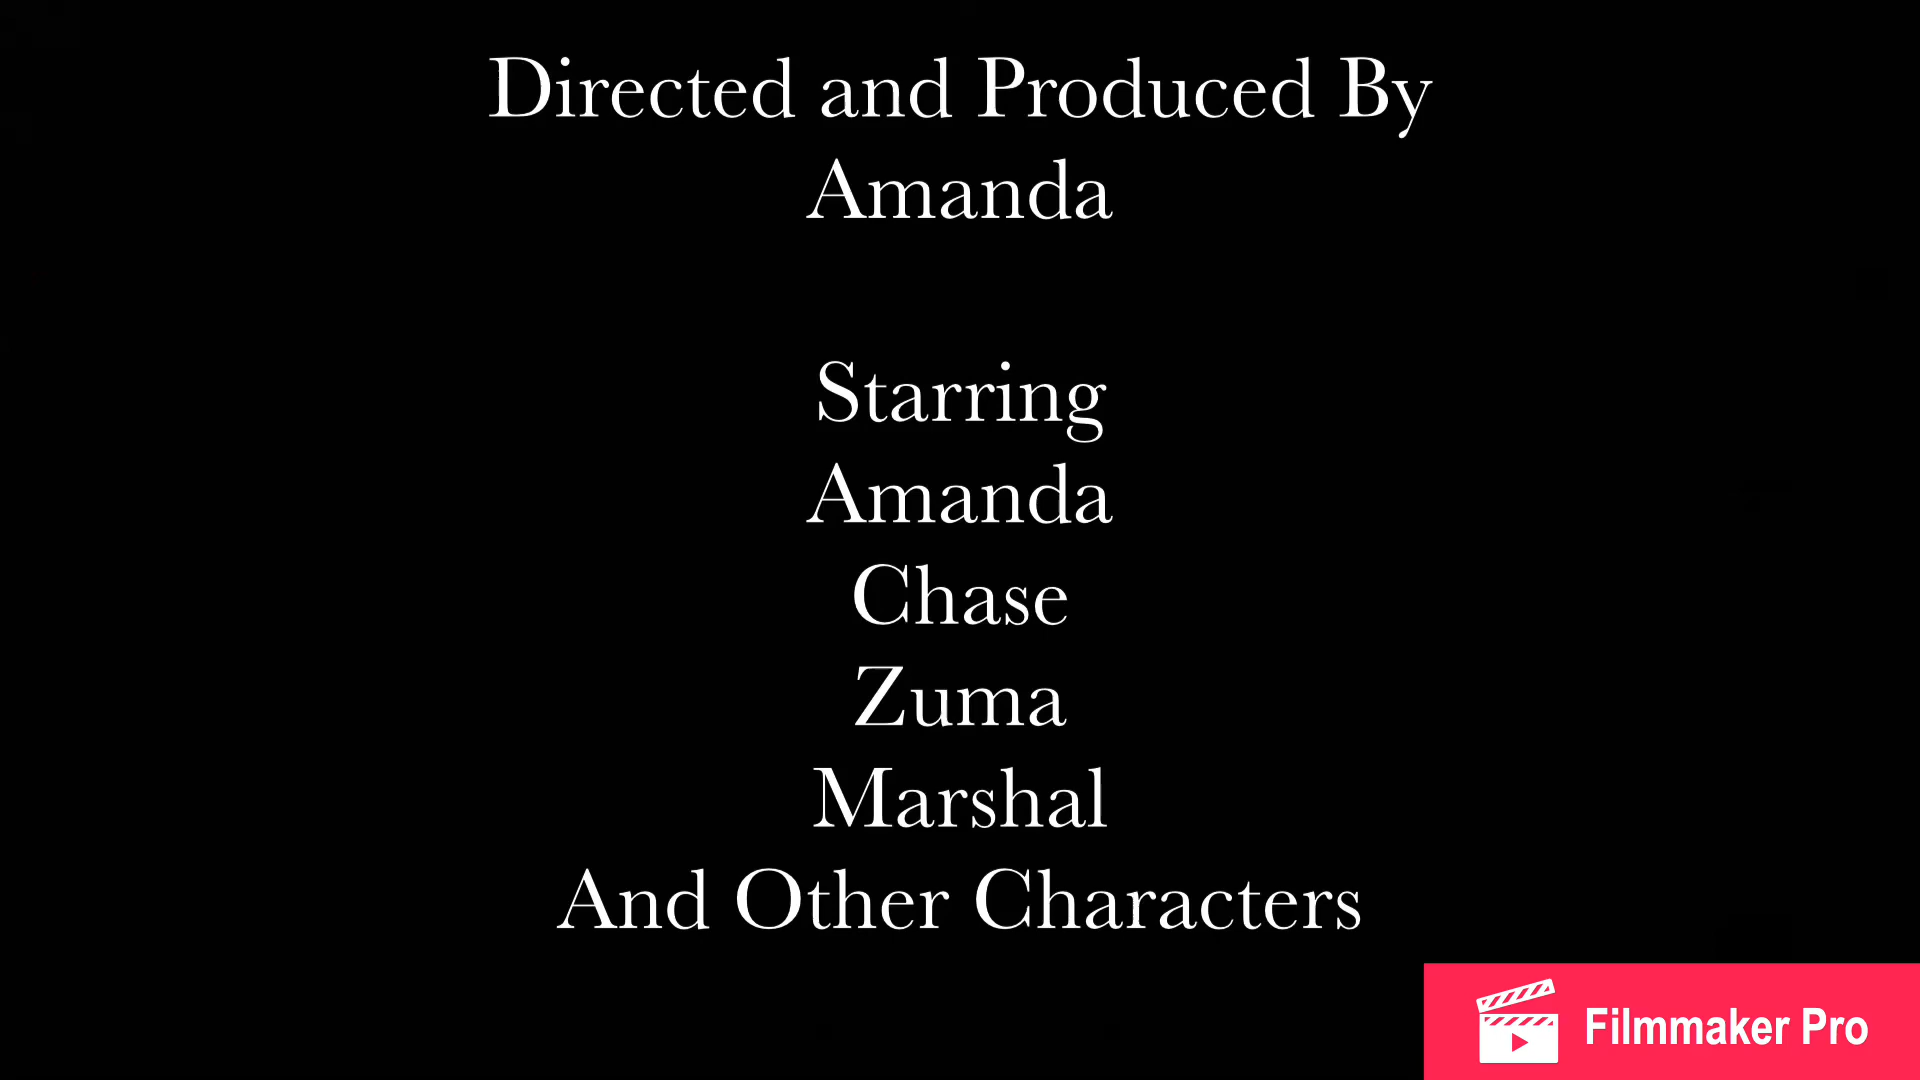 Directed and Produced By
Amanda
Starring
Amanda
Chase
Zuma
Marshal
And Other Characters
Filmmaker Pro